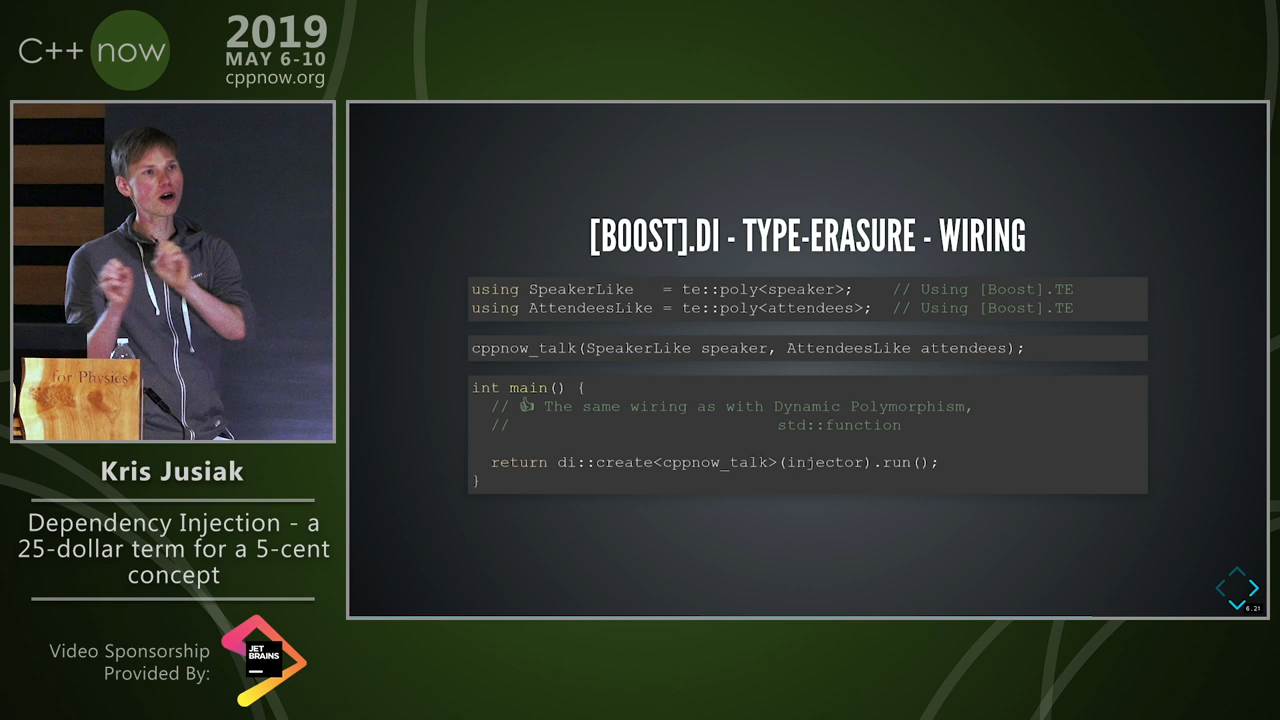 C++ now
2019
MAY 6-10
cppnow.org
for Physics
Kris Jusiak
Dependency Injection - a
25-dollar term for a 5-cent
concept
Video Sponsorship
Provided By:
JET
BRAINS
[BOOST].DI - TYPE-ERASURE - WIRING
using SpeakerLike   = te::poly<speaker>;    // Using [Boost].TE
using AttendeesLike = te::poly<attendees>;  // Using [Boost].TE
cppnow_talk(SpeakerLike speaker, AttendeesLike attendees);
int main() {
  // 👍 The same wiring as with Dynamic Polymorphism,
  //                            std::function
  return di::create<cppnow_talk>(injector).run();
}
6.21